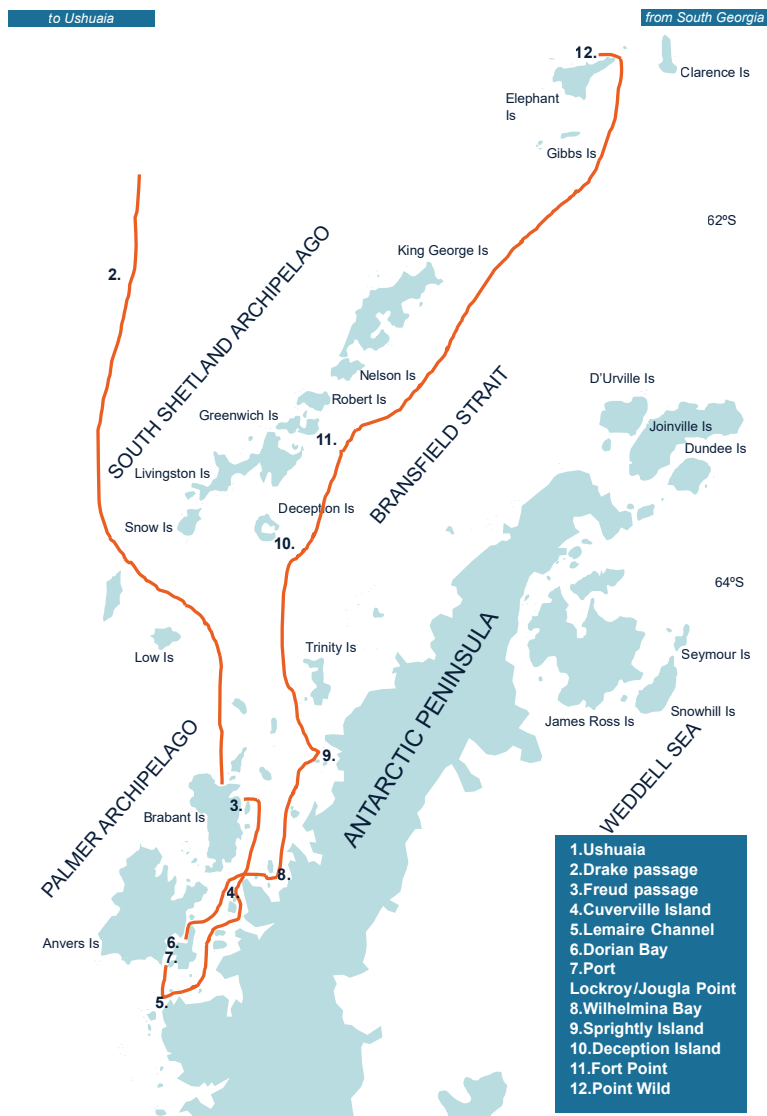 to Ushuaia
from South Georgia
12.
Clarence Is
Elephant
Is
Gibbs Is
62ºS
King George Is
2.
SOUTH SHETLAND ARCHIPELAGO
Nelson Is
D'Urville Is
Robert Is
Greenwich Is
11.
BRANSFIELD STRAIT
Joinville Is
Dundee Is
Livingston Is
Deception Is
Snow Is
10.
64ºS
Low Is
Trinity Is
Seymour Is
ANTARCTIC PENINSULA
James Ross Is
Snowhill Is
9.
WEDDELL SEA
PALMER ARCHIPELAGO
3.
Brabant Is
8.
4.
Anvers Is
6.
7.
5.
1.Ushuaia
2.Drake passage
3.Freud passage
4.Cuverville Island
5.Lemaire Channel
6.Dorian Bay
7.Port
Lockroy/Jougla Point
8.Wilhelmina Bay
9.Sprightly Island
10.Deception Island
11.Fort Point
12.Point Wild